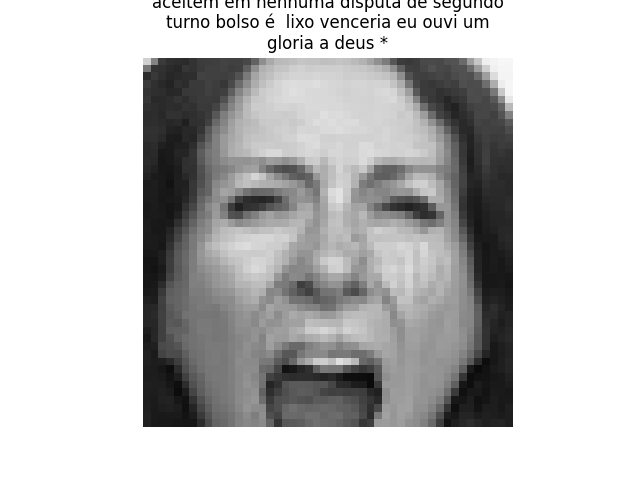 aceitem em nenhuma disputa de segundo
turno bolso é  lixo venceria eu ouvi um
gloria a deus *